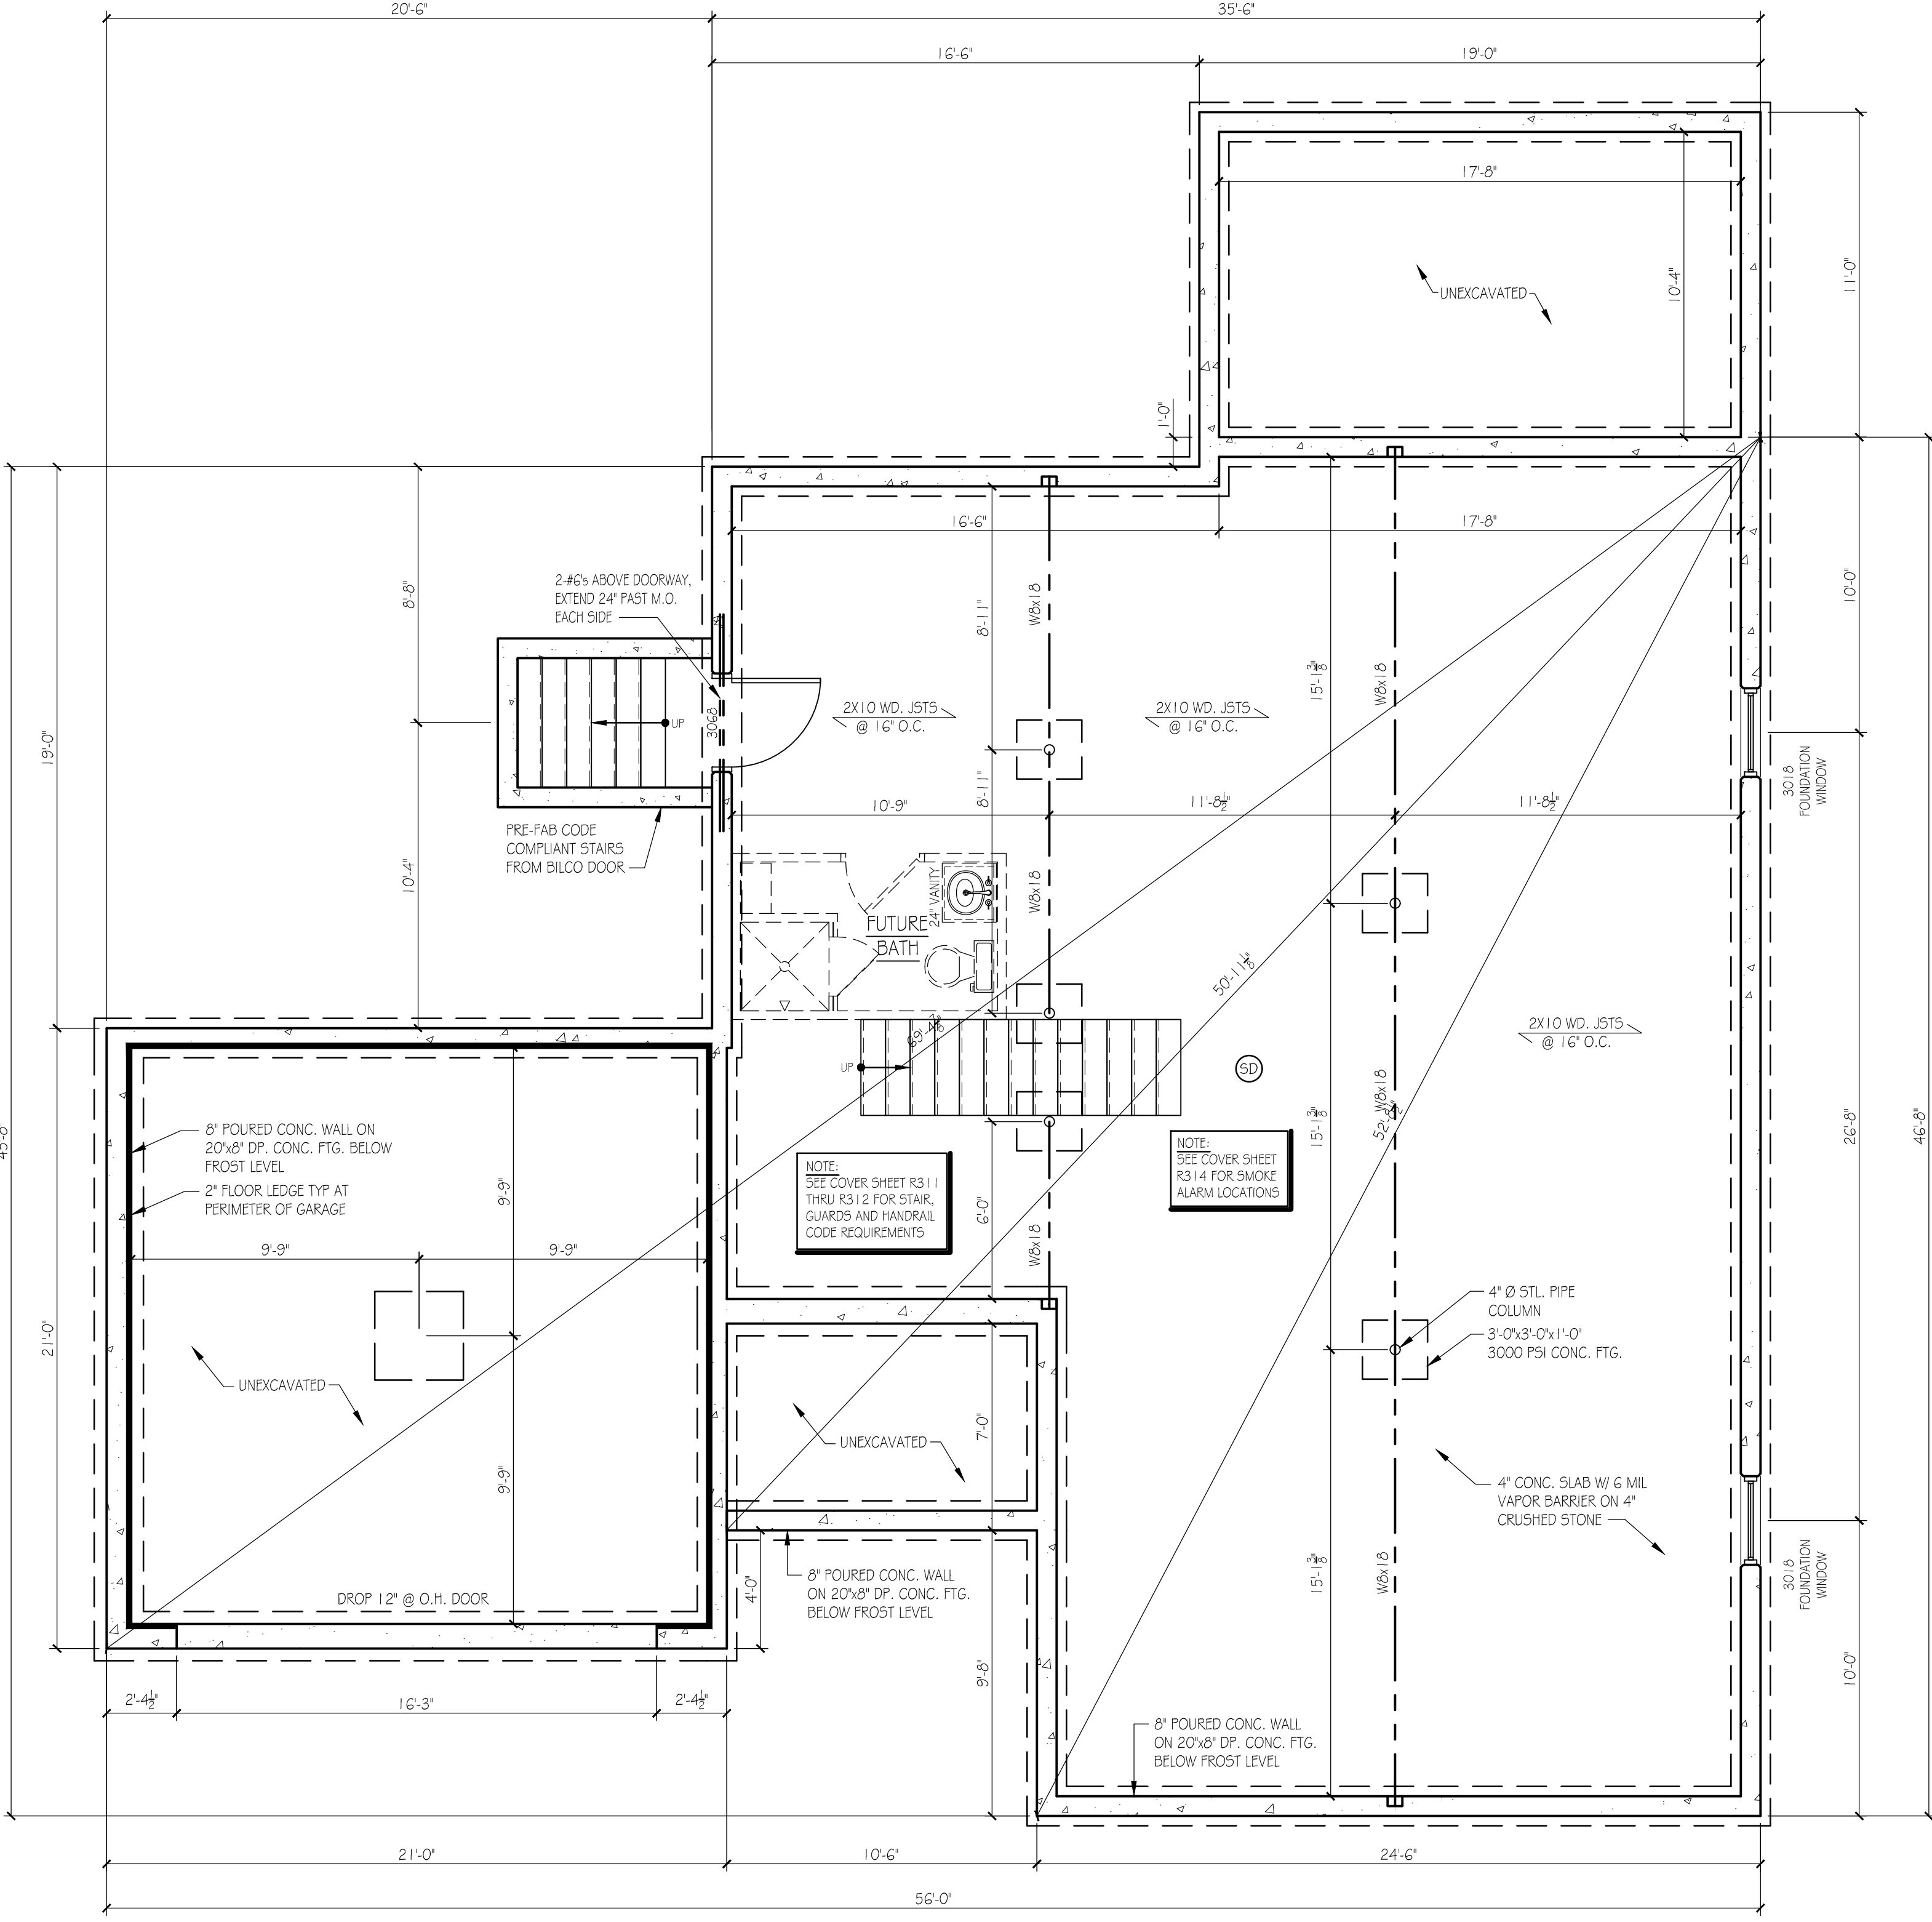 20'-6"
35'-6"
16'-6"
19'-0"
17'-8"
10'-4"
UNEXCAVATED
11'-0"
1'-0"
16'-6"
17'-8"
8'-8"
2-#6's ABOVE DOORWAY,
EXTEND 24" PAST M.O.
EACH SIDE
8'-11"
W8x18
15'-1 3/8"
W8x18
10'-0"
19'-0"
UP
3068
2X10 WD. JSTS
@ 16" O.C.
2X10 WD. JSTS
@ 16" O.C.
3018
FOUNDATION
WINDOW
8'-11"
10'-9"
11'-8 1/2"
11'-8 1/2"
PRE-FAB CODE
COMPLIANT STAIRS
FROM BILCO DOOR
10'-4"
24" VANITY
W8x18
FUTURE
BATH
50'-11 1/8"
69'-4 7/8"
UP
SD
2X10 WD. JSTS
@ 16" O.C.
8" POURED CONC. WALL ON
20"x8" DP. CONC. FTG. BELOW
FROST LEVEL
2" FLOOR LEDGE TYP AT
PERIMETER OF GARAGE
9'-9"
NOTE:
SEE COVER SHEET R311
THRU R312 FOR STAIR,
GUARDS AND HANDRAIL
CODE REQUIREMENTS
6'-0"
W8x18
NOTE:
SEE COVER SHEET
R314 FOR SMOKE
ALARM LOCATIONS
15'-1 3/8"
W8x18
52'-8 1/2"
26'-8"
46'-8"
9'-9"
9'-9"
21'-0"
UNEXCAVATED
4" Ø STL. PIPE
COLUMN
3'-0"x3'-0"x1'-0"
3000 PSI CONC. FTG.
UNEXCAVATED
7'-0"
9'-9"
4" CONC. SLAB W/ 6 MIL
VAPOR BARRIER ON 4"
CRUSHED STONE
DROP 12" @ O.H. DOOR
4'-0"
8" POURED CONC. WALL
ON 20"x8" DP. CONC. FTG.
BELOW FROST LEVEL
15'-1 3/8"
W8x18
3018
FOUNDATION
WINDOW
2'-4 1/2"
16'-3"
2'-4 1/2"
9'-8"
10'-0"
8" POURED CONC. WALL
ON 20"x8" DP. CONC. FTG.
BELOW FROST LEVEL
21'-0"
10'-6"
24'-6"
56'-0"